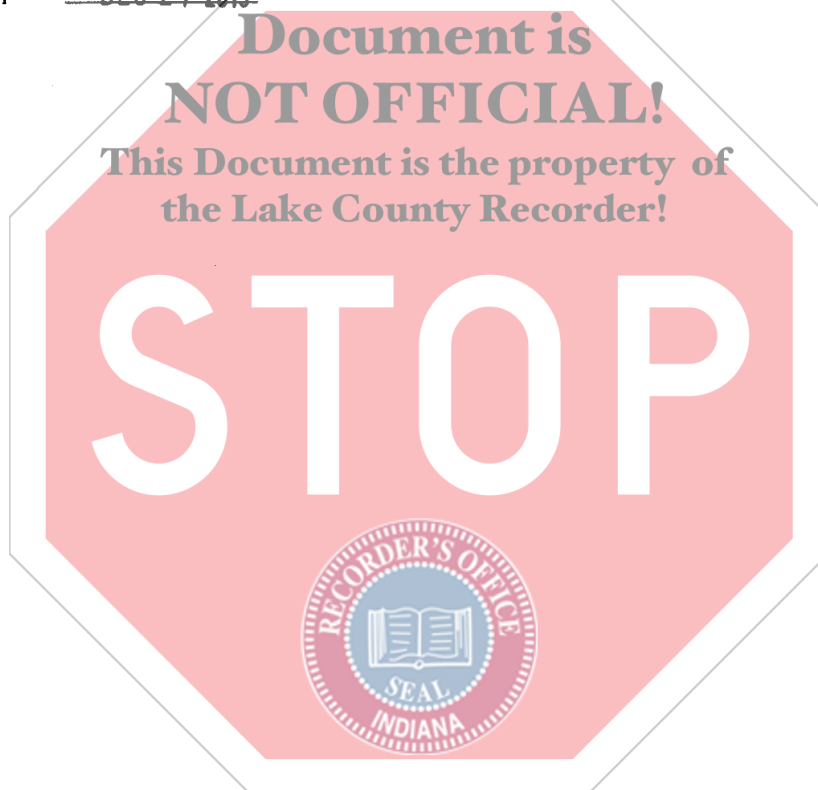 Document is
NOT OFFICIAL!
This Document is the property of
the Lake County Recorder!
STOP
RECORDER'S OFFICE
SEAL
INDIANA